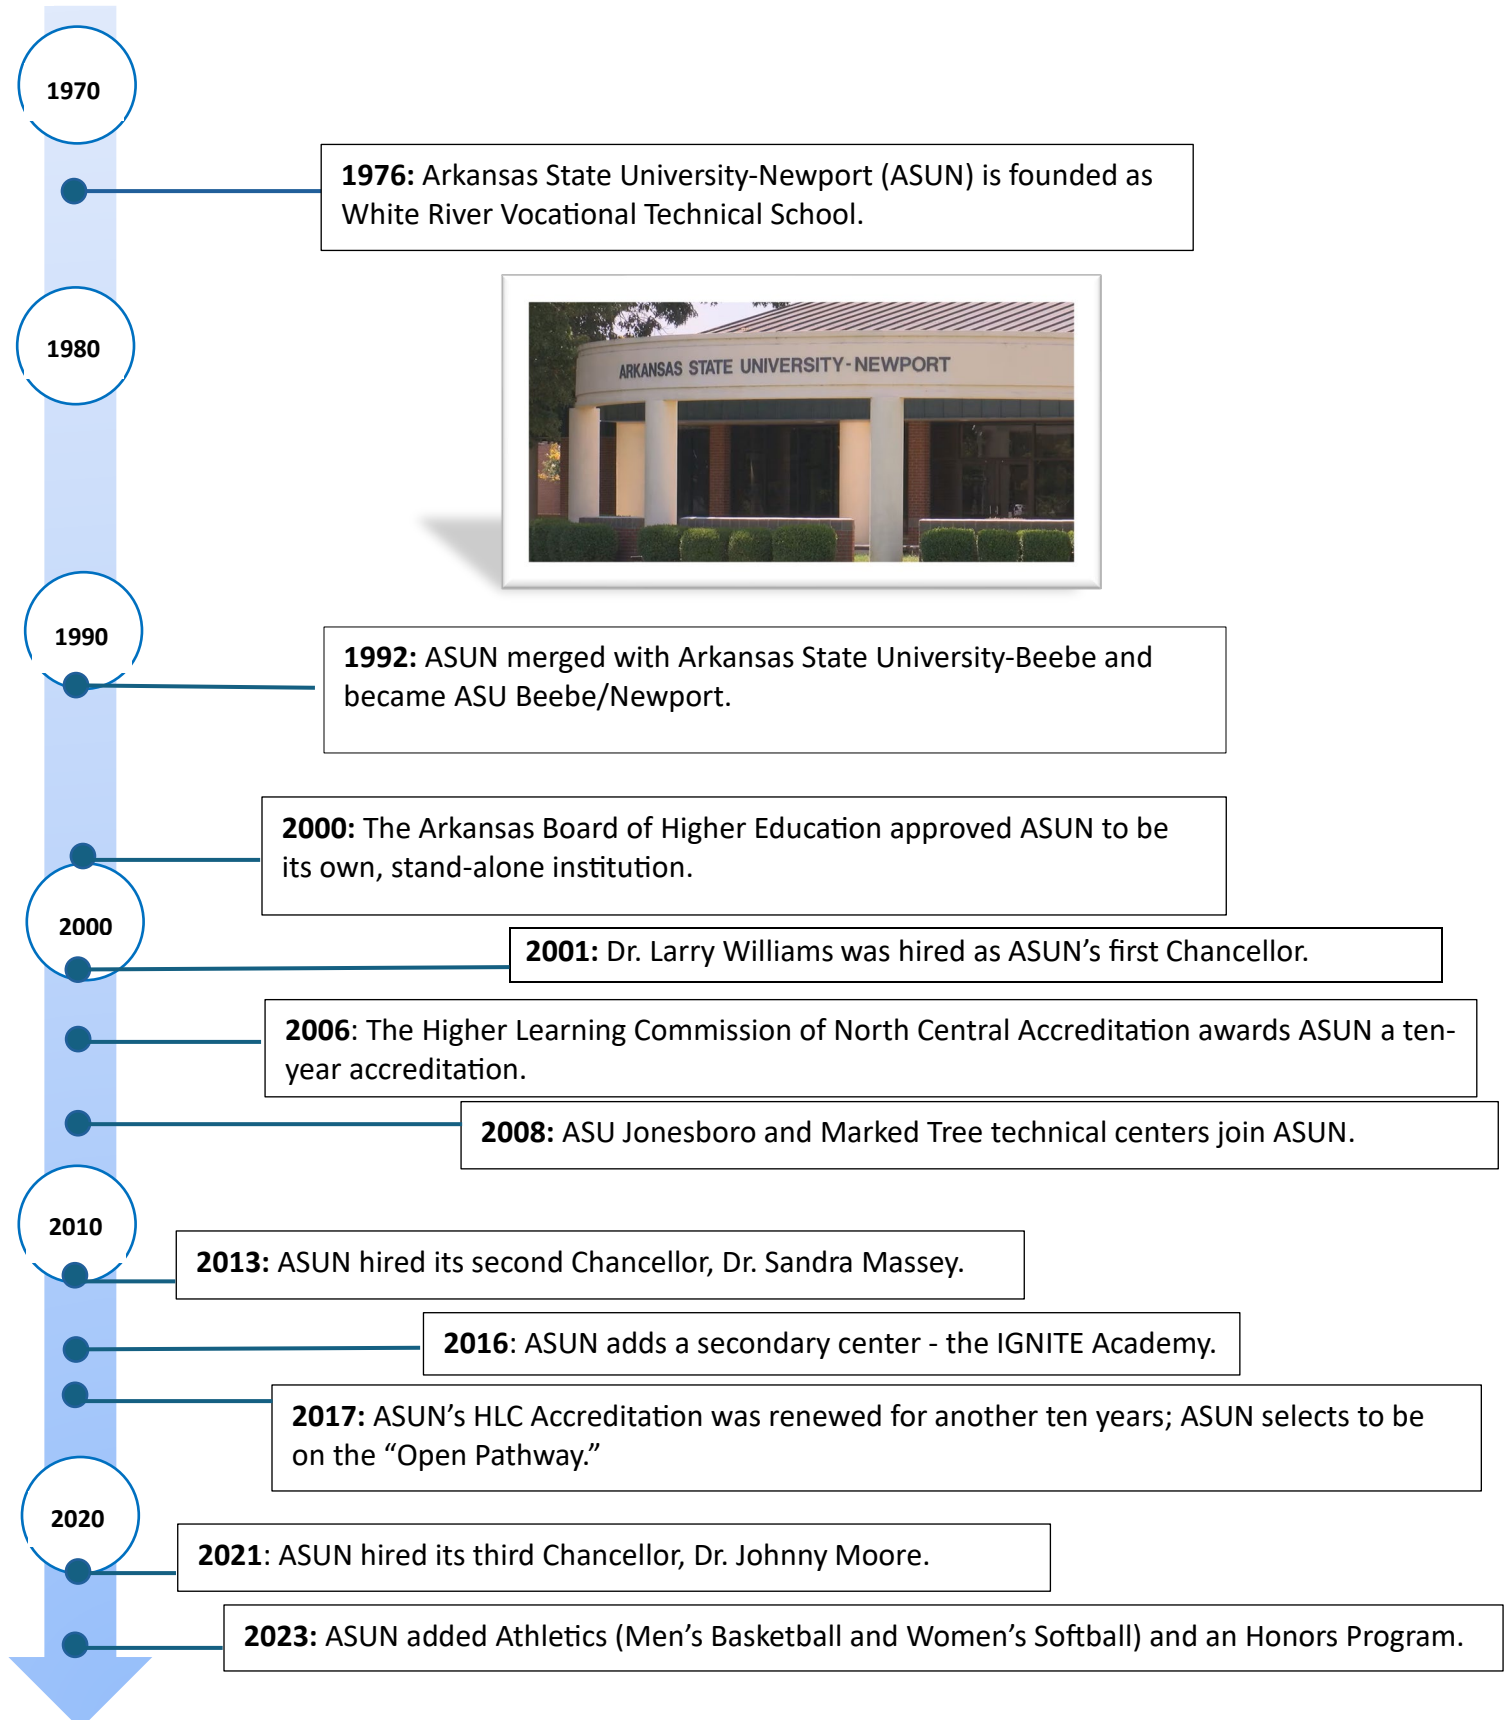 1970
1976: Arkansas State University-Newport (ASUN) is founded as
White River Vocational Technical School.
1980
ARKANSAS STATE UNIVERSITY-NEWPORT
1990
1992: ASUN merged with Arkansas State University-Beebe and
became ASU Beebe/Newport.
2000: The Arkansas Board of Higher Education approved ASUN to be
its own, stand-alone institution.
2000
2001: Dr. Larry Williams was hired as ASUN’s first Chancellor.
2006: The Higher Learning Commission of North Central Accreditation awards ASUN a ten-
year accreditation.
2008: ASU Jonesboro and Marked Tree technical centers join ASUN.
2010
2013: ASUN hired its second Chancellor, Dr. Sandra Massey.
2016: ASUN adds a secondary center - the IGNITE Academy.
2017: ASUN’s HLC Accreditation was renewed for another ten years; ASUN selects to be
on the “Open Pathway.”
2020
2021: ASUN hired its third Chancellor, Dr. Johnny Moore.
2023: ASUN added Athletics (Men’s Basketball and Women’s Softball) and an Honors Program.